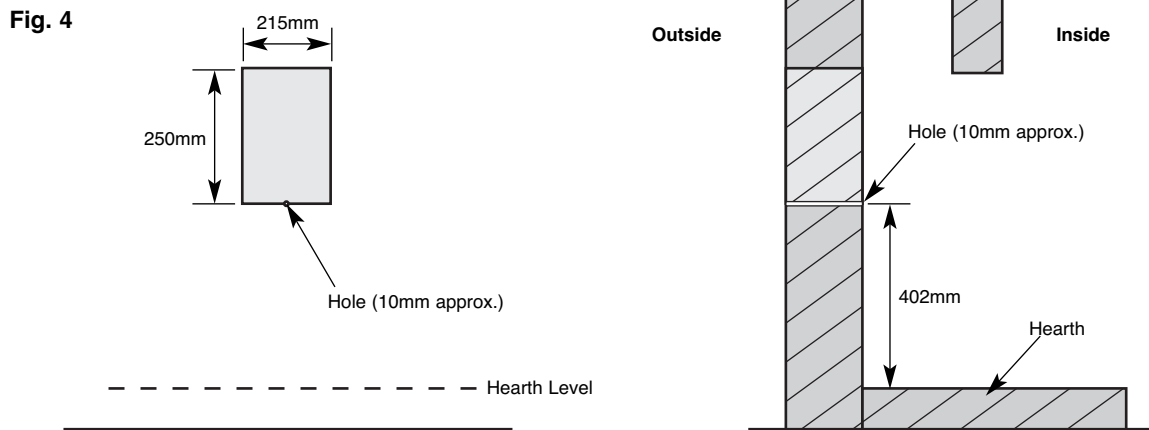 Fig. 4
215mm
250mm
Hole (10mm approx.)
Hearth Level
Outside
Inside
Hole (10mm approx.)
402mm
Hearth